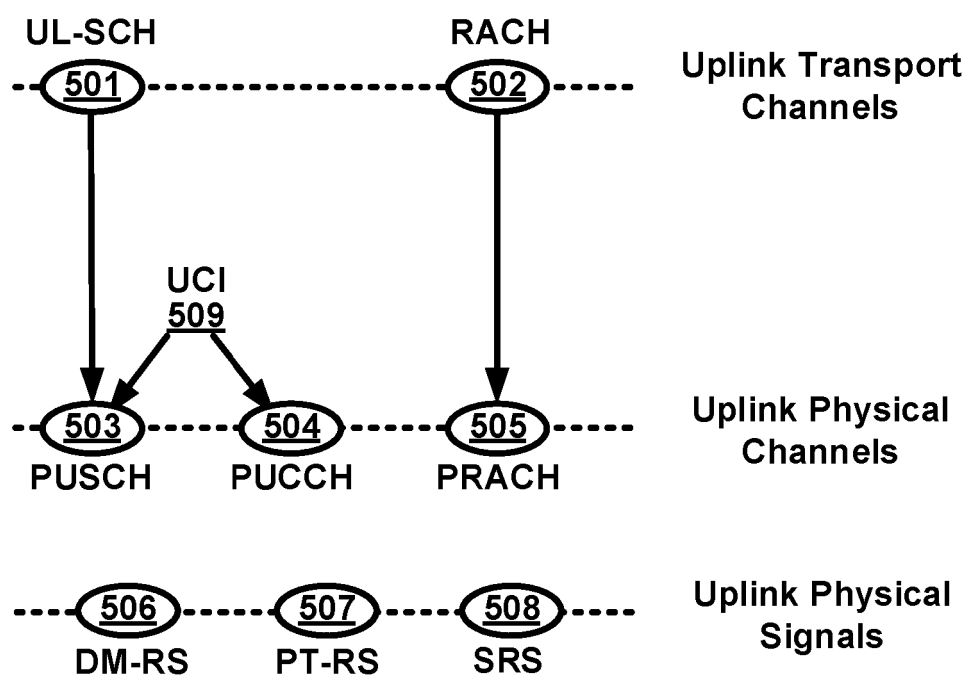 UL-SCH
RACH
501
502
Uplink Transport
Channels
UCI
509
503
504
505
Uplink Physical
Channels
PUSCH
PUCCH
PRACH
506
507
508
Uplink Physical
Signals
DM-RS
PT-RS
SRS